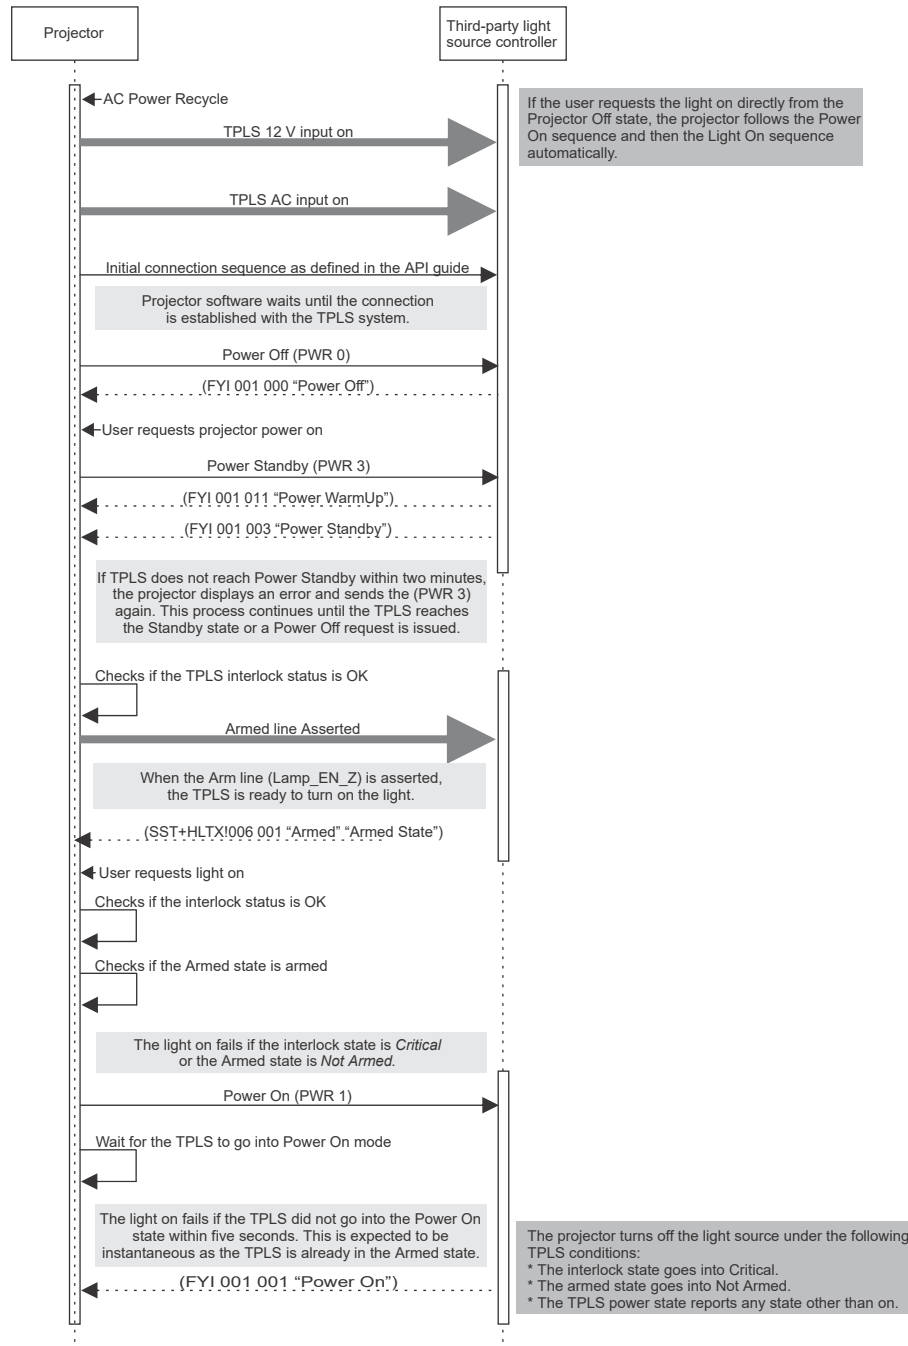 Projector
Third-party light
source controller
AC Power Recycle
If the user requests the light on directly from the
Projector Off state, the projector follows the Power
On sequence and then the Light On sequence
automatically.
TPLS 12 V input on
TPLS AC input on
Initial connection sequence as defined in the API guide
Projector software waits until the connection
is established with the TPLS system.
Power Off (PWR 0)
(FYI 001 000 “Power Off”)
User requests projector power on
Power Standby (PWR 3)
(FYI 001 011 “Power WarmUp”)
(FYI 001 003 “Power Standby”)
If TPLS does not reach Power Standby within two minutes,
the projector displays an error and sends the (PWR 3)
again. This process continues until the TPLS reaches
the Standby state or a Power Off request is issued.
Checks if the TPLS interlock status is OK
Armed line Asserted
When the Arm line (Lamp_EN_Z) is asserted,
the TPLS is ready to turn on the light.
(SST+HLTX!006 001 “Armed” “Armed State”)
User requests light on
Checks if the interlock status is OK
Checks if the Armed state is armed
The light on fails if the interlock state is Critical
or the Armed state is Not Armed.
Power On (PWR 1)
Wait for the TPLS to go into Power On mode
The light on fails if the TPLS did not go into the Power On
state within five seconds. This is expected to be
instantaneous as the TPLS is already in the Armed state.
(FYI 001 001 “Power On”)
The projector turns off the light source under the following
TPLS conditions:
* The interlock state goes into Critical.
* The armed state goes into Not Armed.
* The TPLS power state reports any state other than on.